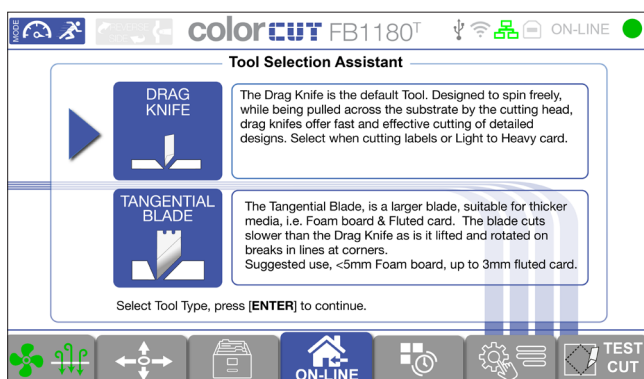 MODE
colorcut FB1180T
ON-LINE
Tool Selection Assistant
DRAG
KNIFE
The Drag Knife is the default Tool. Designed to spin freely,
while being pulled across the substrate by the cutting head,
drag knifes offer fast and effective cutting of detailed
designs. Select when cutting labels or Light to Heavy card.
TANGENTIAL
BLADE
The Tangential Blade, is a larger blade, suitable for thicker
media, i.e. Foam board & Fluted card. The blade cuts
slower than the Drag Knife as is it lifted and rotated on
breaks in lines at corners.
Suggested use, <5mm Foam board, up to 3mm fluted card.
Select Tool Type, press [ENTER] to continue.
ON-LINE
TEST
CUT